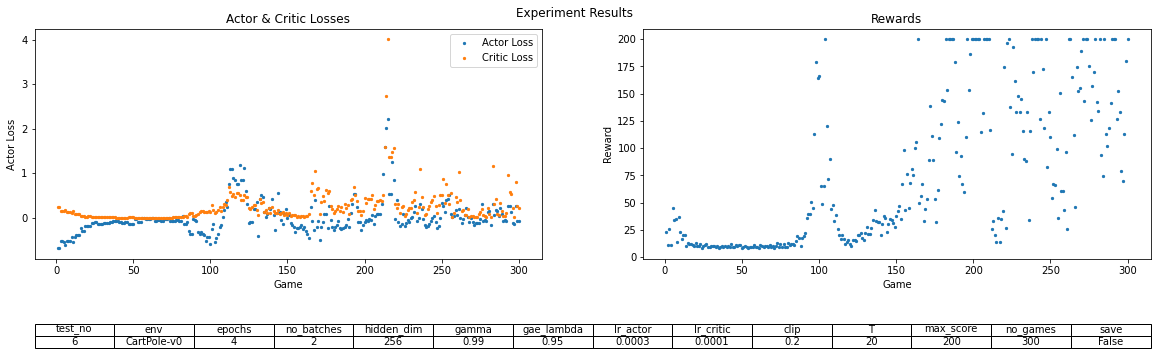 Experiment Results
Actor & Critic Losses
Actor Loss
Critic Loss
Actor Loss
4
3
2
1
0
0
50
100
150
200
250
300
Game
Rewards
Reward
200
175
150
125
100
75
50
25
0
0
50
100
150
200
250
300
Game
test_no env epochs no_batches hidden_dim gamma gae_lambda lr_actor lr_critic clip T max_score no_games save
6 CartPole-v0 4 2 256 0.99 0.95 0.0003 0.0001 0.2 20 200 300 False